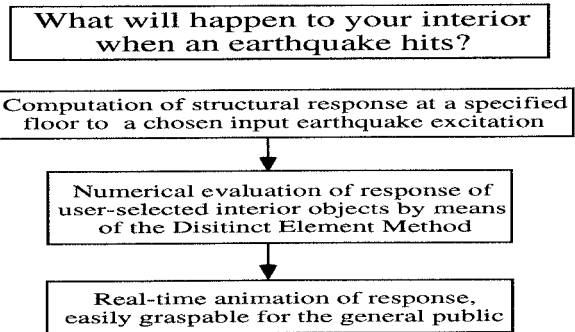 What will happen to your interior
when an earthquake hits?
Computation of structural response at a specified
floor to a chosen input earthquake excitation
Numerical evaluation of response of
user-selected interior objects by means
of the Disitinct Element Method
Real-time animation of response,
easily graspable for the general public